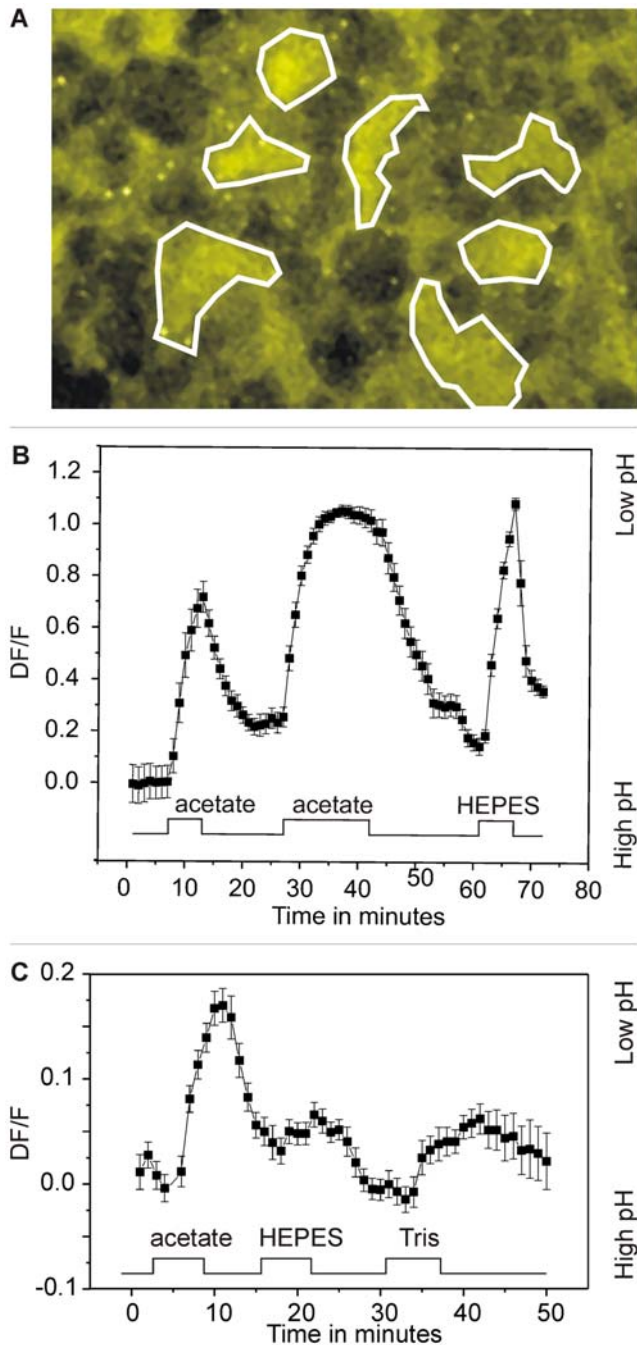 A
B
DF/F
1.2
1.0
0.8
0.6
0.4
0.2
0.0
acetate
acetate
HEPES
0 10 20 30 40 50 60 70 80
Time in minutes
Low pH
High pH
C
DF/F
0.2
0.1
0.0
-0.1
acetate
HEPES
Tris
0 10 20 30 40 50
Time in minutes
Low pH
High pH